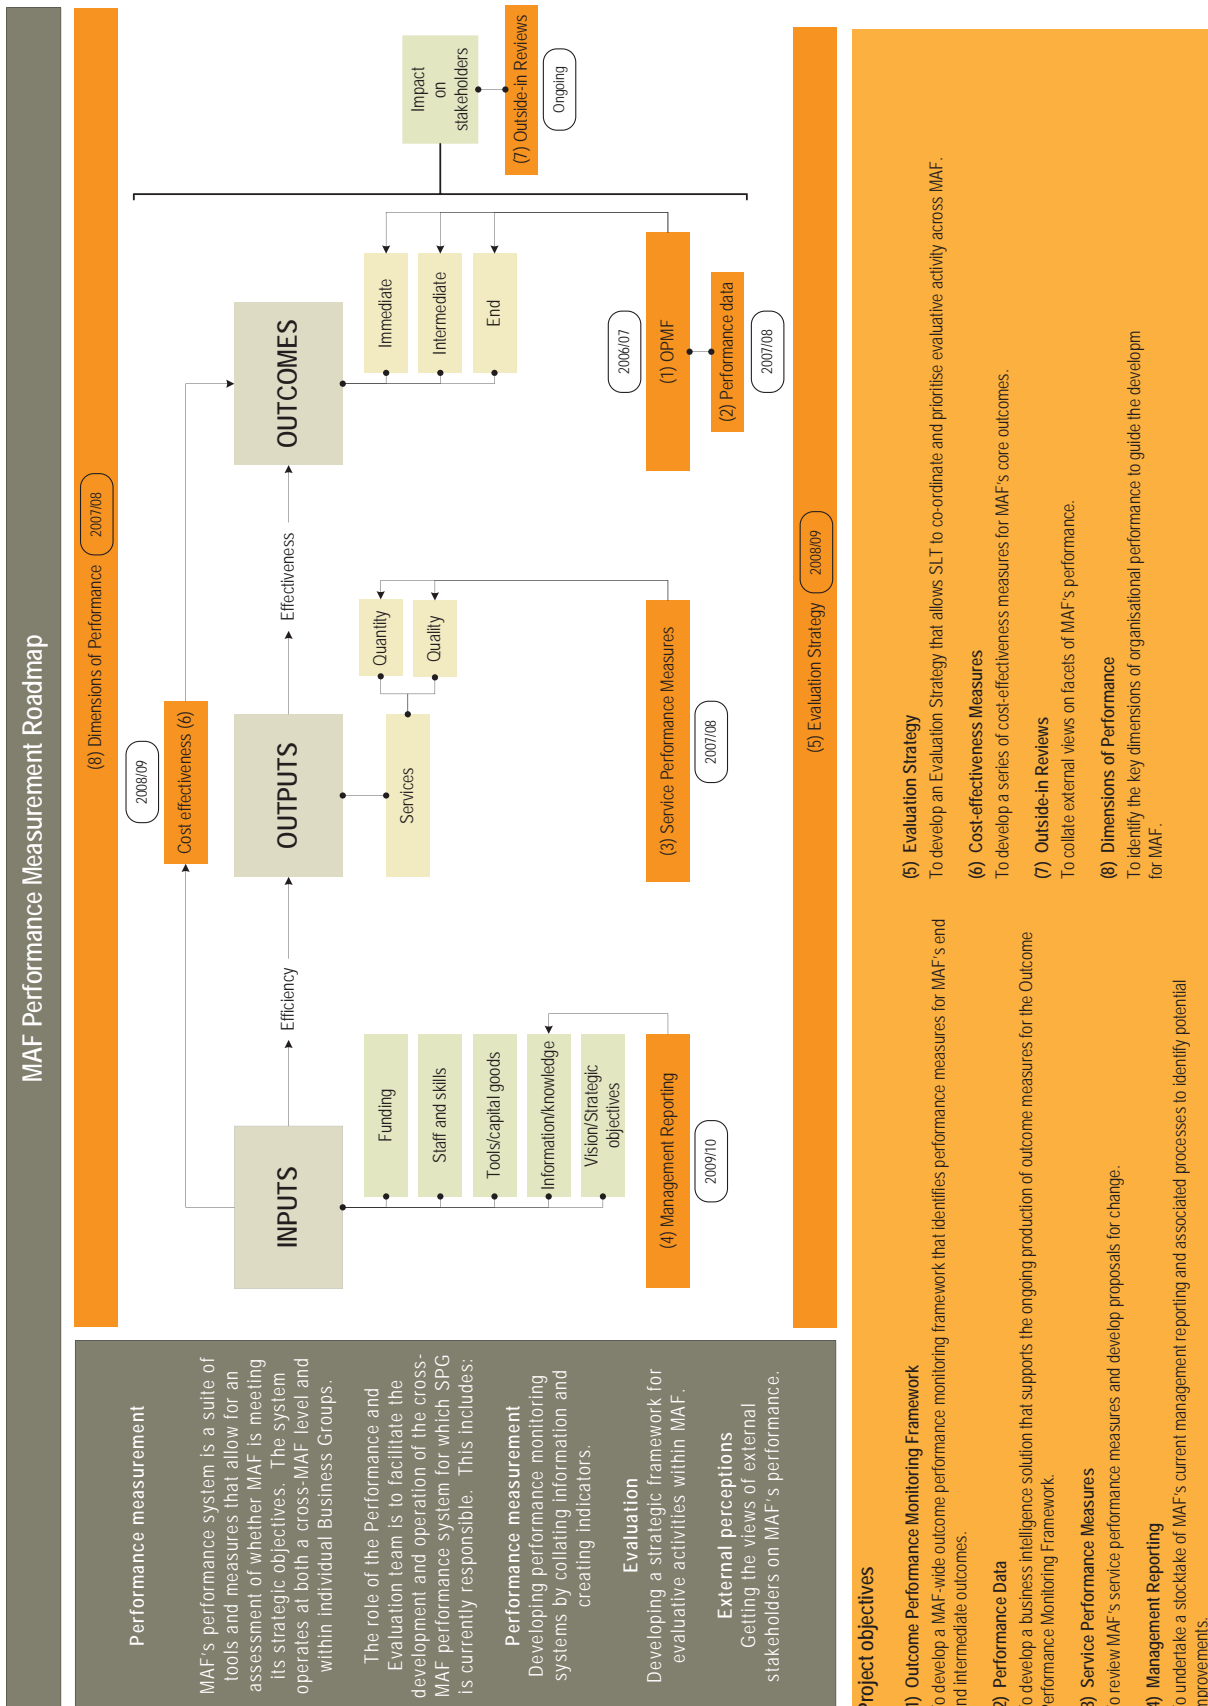 MAF Performance Measurement Roadmap
Performance measurement
MAF's performance system is a suite of
tools and measures that allow for an
assessment of whether MAF is meeting
its strategic objectives. The system
operates at both a cross-MAF level and
within individual Business Groups.
The role of the Performance and
Evaluation team is to facilitate the
development and operation of the cross-
MAF performance system for which SPG
is currently responsible. This includes:
Performance measurement
Developing performance monitoring
systems by collating information and
creating indicators.
Evaluation
Developing a strategic framework for
evaluative activities within MAF.
External perceptions
Getting the views of external
stakeholders on MAF's performance.
(8) Dimensions of Performance
2007/08
2008/09
Cost effectiveness (6)
INPUTS
Efficiency
OUTPUTS
Effectiveness
OUTCOMES
Funding
Staff and skills
Tools/capital goods
Information/knowledge
Vision/Strategic
objectives
(4) Management Reporting
2009/10
Services
Quantity
Quality
(3) Service Performance Measures
2007/08
Immediate
Intermediate
End
2006/07
(1) OPMF
(2) Performance data
2007/08
Impact
on
stakeholders
(7) Outside-in Reviews
Ongoing
(5) Evaluation Strategy
2008/09
Project objectives
1) Outcome Performance Monitoring Framework
o develop a MAF-wide outcome performance monitoring framework that identifies performance measures for MAF's end
nd intermediate outcomes.
2) Performance Data
o develop a business intelligence solution that supports the ongoing production of outcome measures for the Outcome
erformance Monitoring Framework.
3) Service Performance Measures
o review MAF's service performance measures and develop proposals for change.
4) Management Reporting
o undertake a stocktake of MAF's current management reporting and associated processes to identify potential
mprovements.
(5) Evaluation Strategy
To develop an Evaluation Strategy that allows SLT to co-ordinate and prioritise evaluative activity across MAF.
(6) Cost-effectiveness Measures
To develop a series of cost-effectiveness measures for MAF's core outcomes.
(7) Outside-in Reviews
To collate external views on facets of MAF's performance.
(8) Dimensions of Performance
To identify the key dimensions of organisational performance to guide the developm
for MAF.